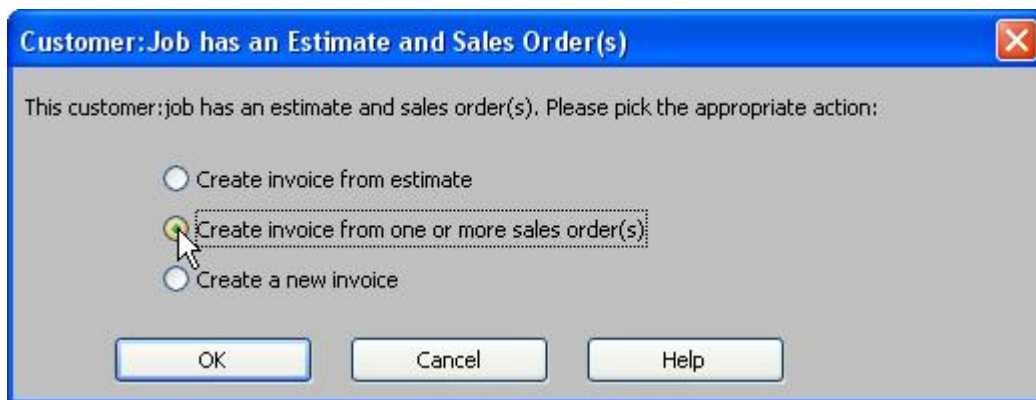 Customer:Job has an Estimate and Sales Order(s)
This customer:job has an estimate and sales order(s). Please pick the appropriate action:
Create invoice from estimate
Create invoice from one or more sales order(s)
Create a new invoice
OK Cancel Help